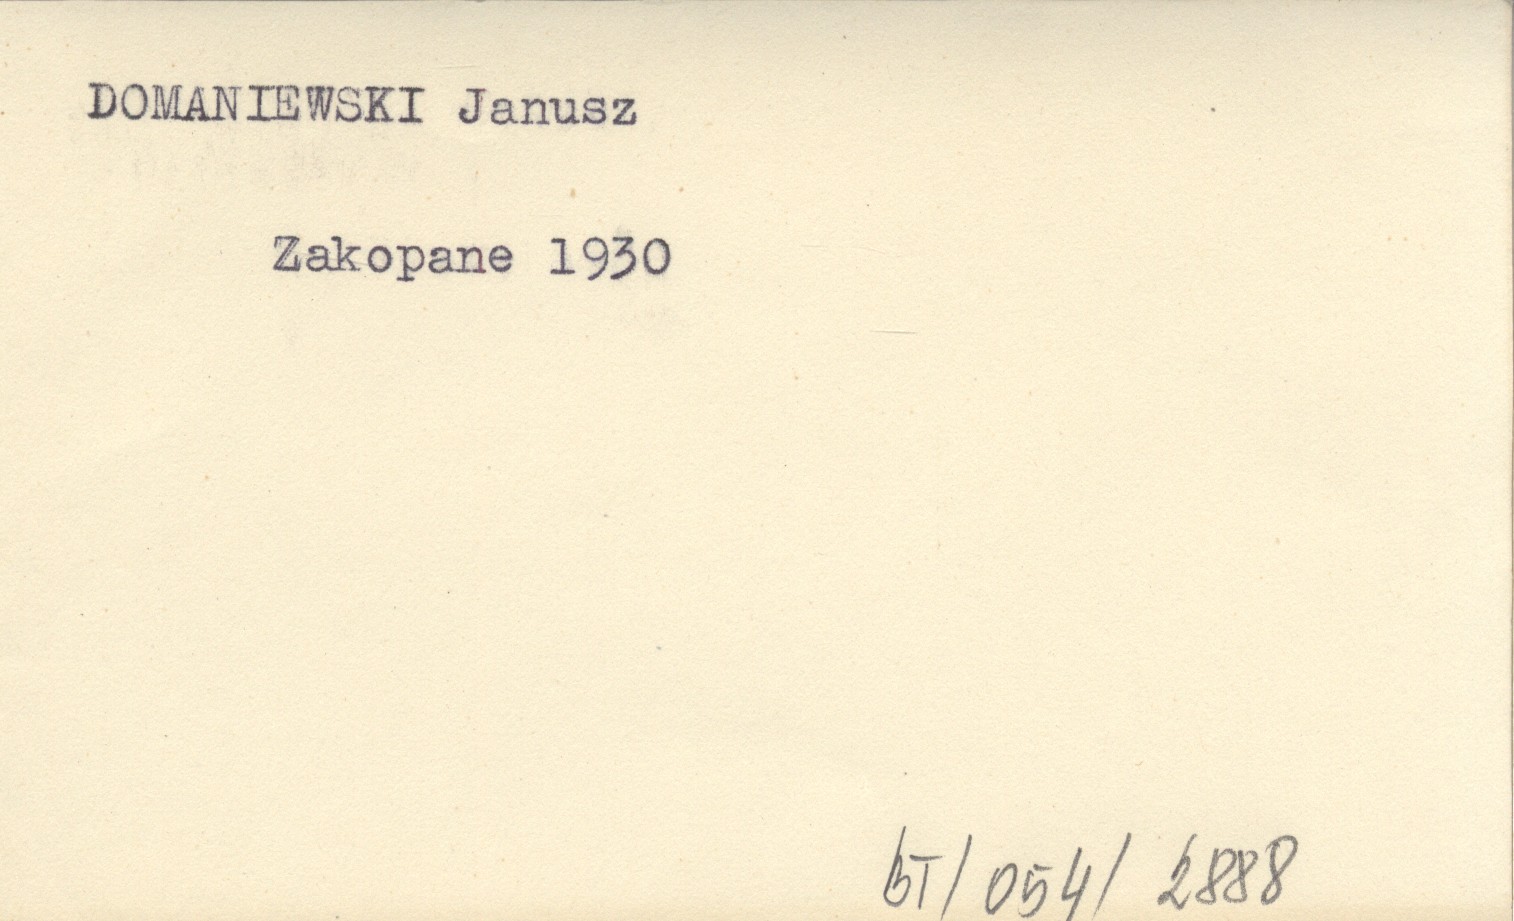 DOMANIEWSKI Janusz
Zakopane 1930
BT/054/2888